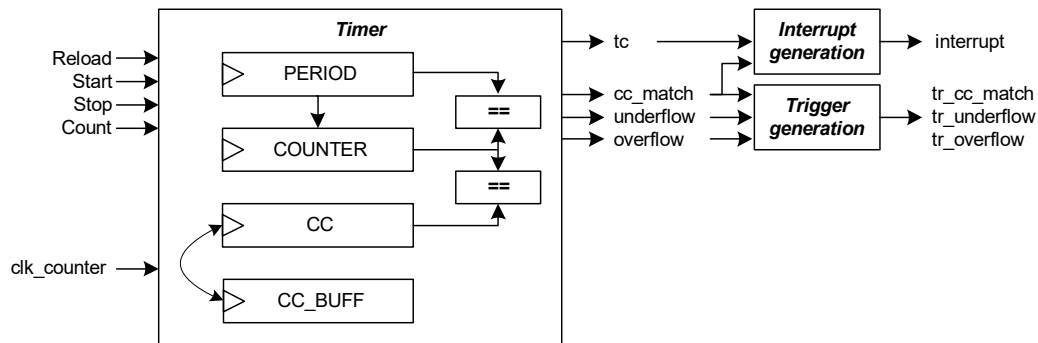 Timer
Reload
Start
Stop
Count
clk_counter
PERIOD
COUNTER
CC
CC_BUFF
==
==
tc
cc_match
underflow
overflow
Interrupt
generation
Trigger
generation
interrupt
tr_cc_match
tr_underflow
tr_overflow